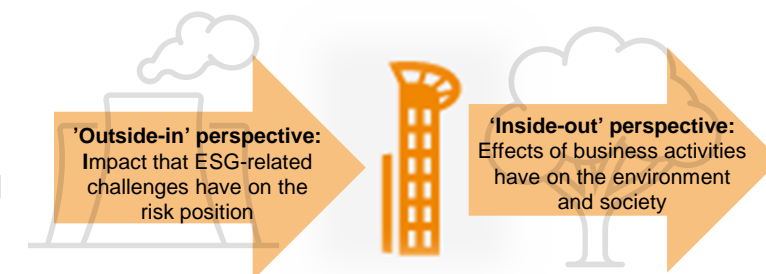 ’Outside-in’ perspective:
Impact that ESG-related
challenges have on the
risk position
‘Inside-out’ perspective:
Effects of business activities
have on the environment
and society